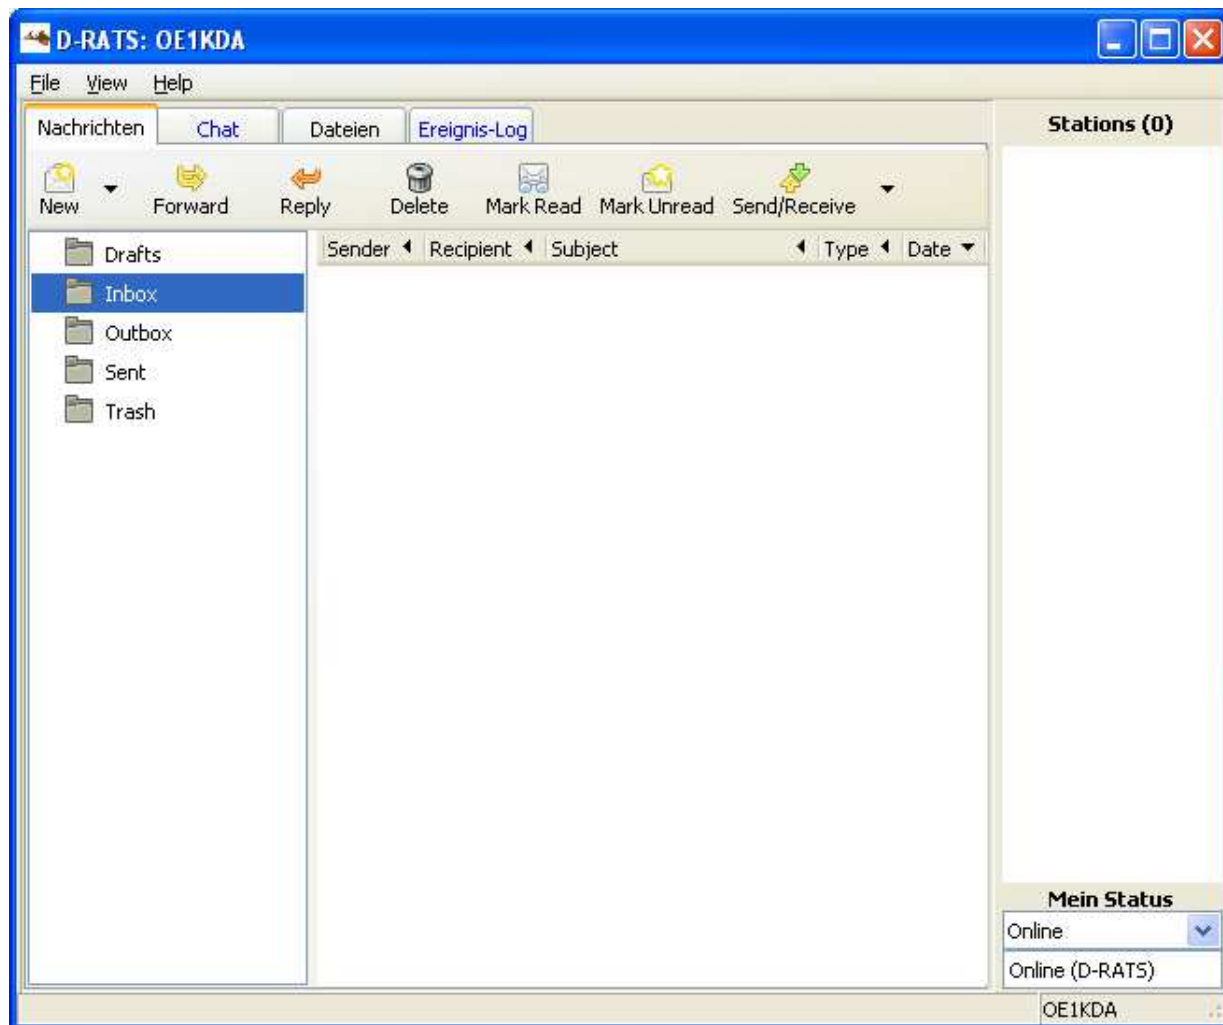 D-RATS: OE1KDA
File View Help
Nachrichten Chat Dateien Ereignis-Log
Stations (0)
New Forward Reply Delete Mark Read Mark Unread Send/Receive
Sender Recipient Subject Type Date
Drafts
Inbox
Outbox
Sent
Trash
Mein Status
Online
Online (D-RATS)
OE1KDA